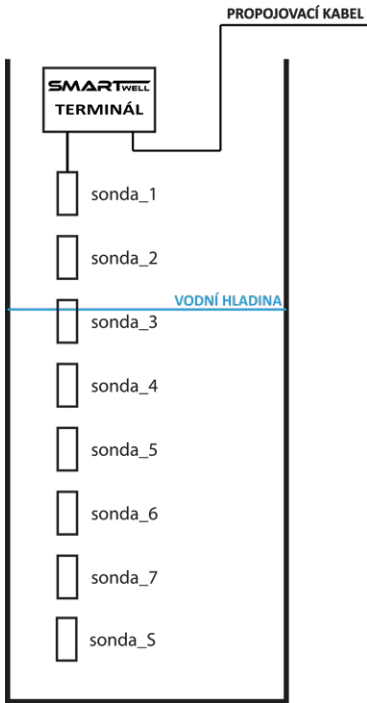 PROPOJOVACÍ KABEL
SMARTWELL
TERMINÁL
sonda_1
sonda_2
VODNÍ HLADINA
sonda_3
sonda_4
sonda_5
sonda_6
sonda_7
sonda_S